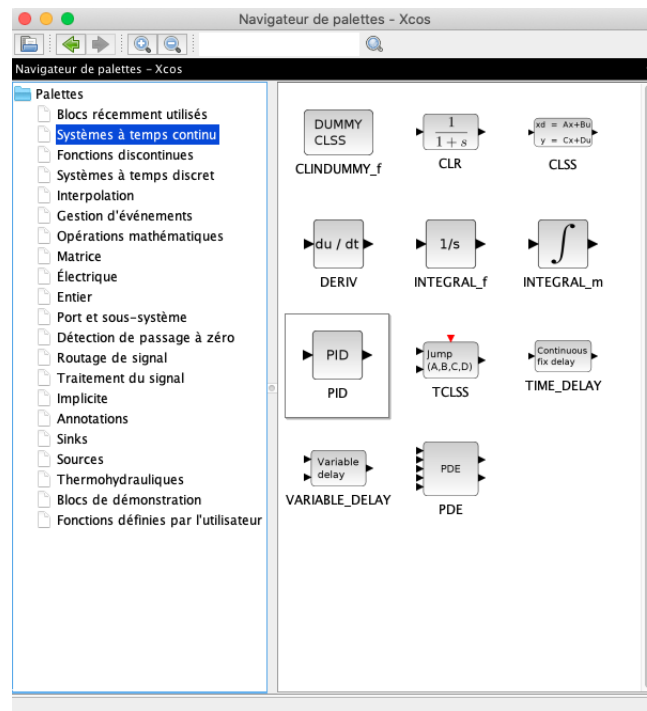 Navigateur de palettes - Xcos
Navigateur de palettes - Xcos
Palettes
Blocs récemment utilisés
Systèmes à temps continu
Fonctions discontinues
Systèmes à temps discret
Interpolation
Gestion d'événements
Opérations mathématiques
Matrice
Électrique
Entier
Port et sous-système
Détection de passage à zéro
Routage de signal
Traitement du signal
Implicite
Annotations
Sinks
Sources
Thermohydrauliques
Blocs de démonstration
Fonctions définies par l'utilisateur
DUMMY
CLSS
CLINDUMMY_f
1
1 + s
CLR
xd = Ax+Bu
y = Cx+Du
CLSS
du / dt
DERIV
1/s
INTEGRAL_f
∫
INTEGRAL_m
PID
PID
Jump
(A,B,C,D)
TCLSS
Continuous
fix delay
TIME_DELAY
Variable
delay
VARIABLE_DELAY
PDE
PDE